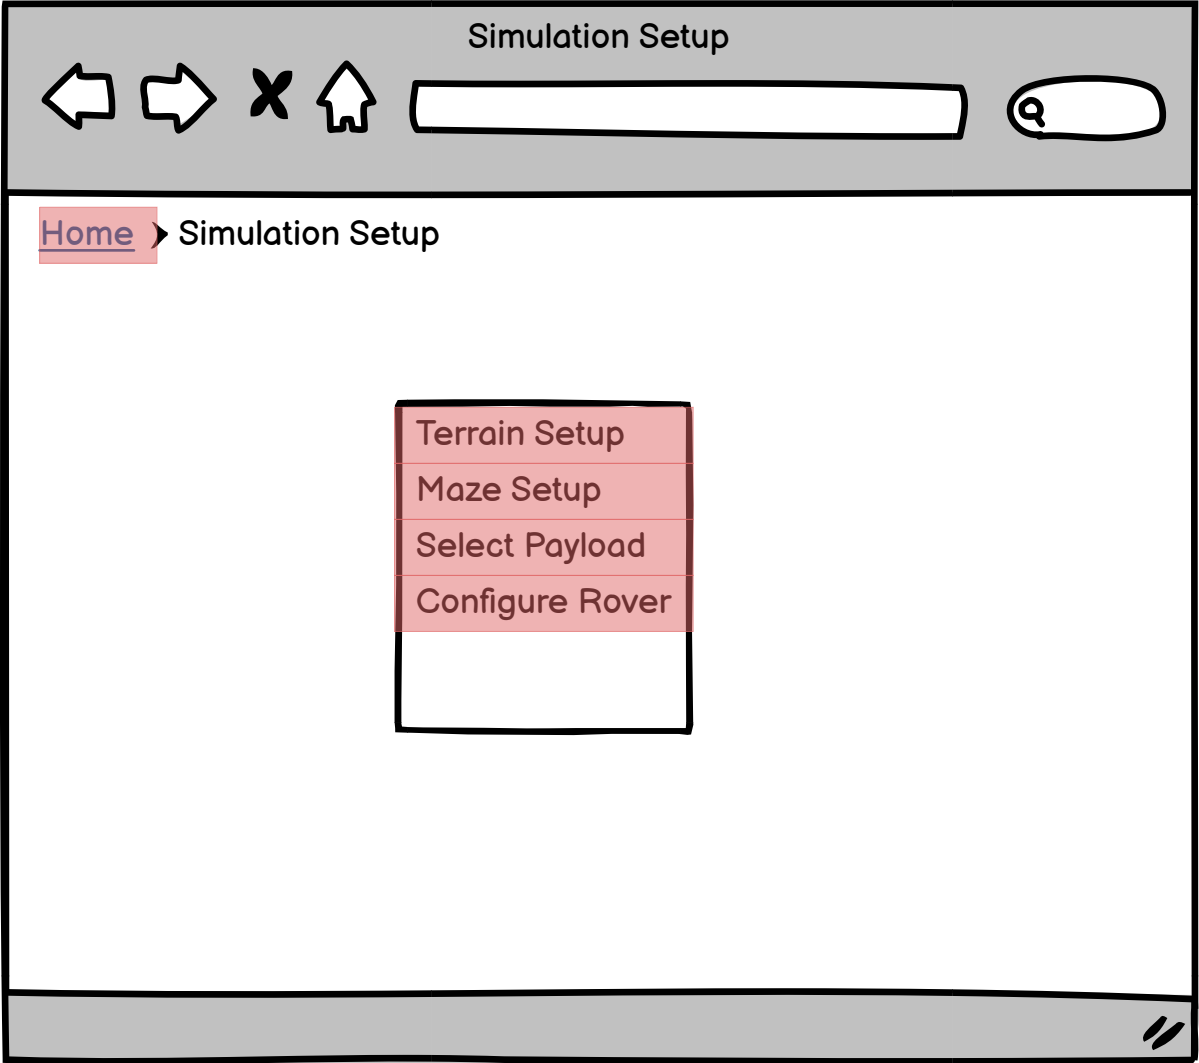 Simulation Setup
Home > Simulation Setup
Terrain Setup
Maze Setup
Select Payload
Configure Rover